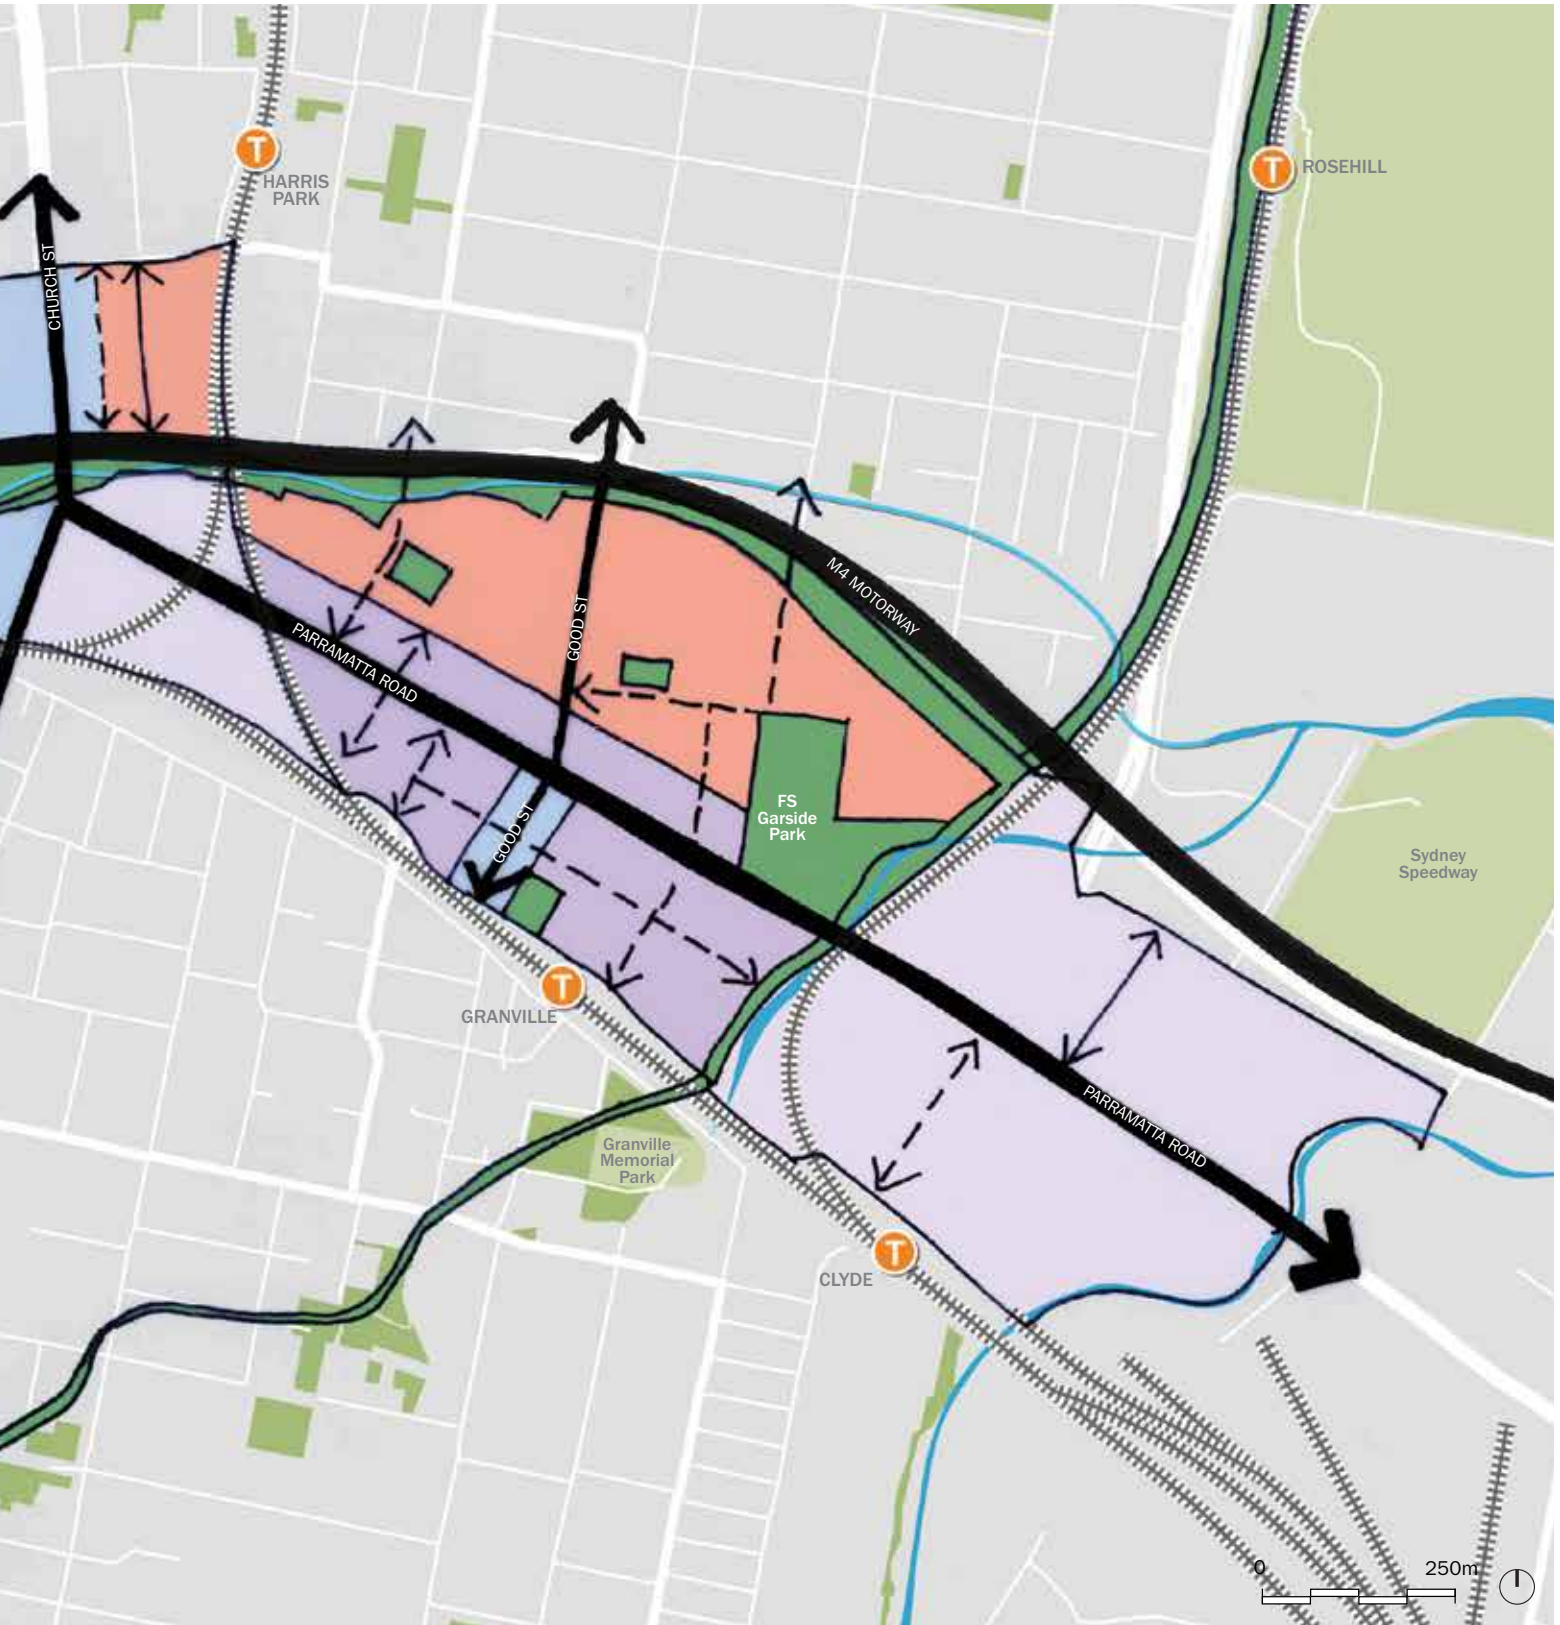 T
HARRIS
PARK
T
ROSEHILL
CHURCH ST
M4 MOTORWAY
GOOD ST
PARRAMATTA ROAD
FS
Garside
Park
GOOD ST
Sydney
Speedway
T
GRANVILLE
PARRAMATTA ROAD
Granville
Memorial
Park
T
CLYDE
0
250m